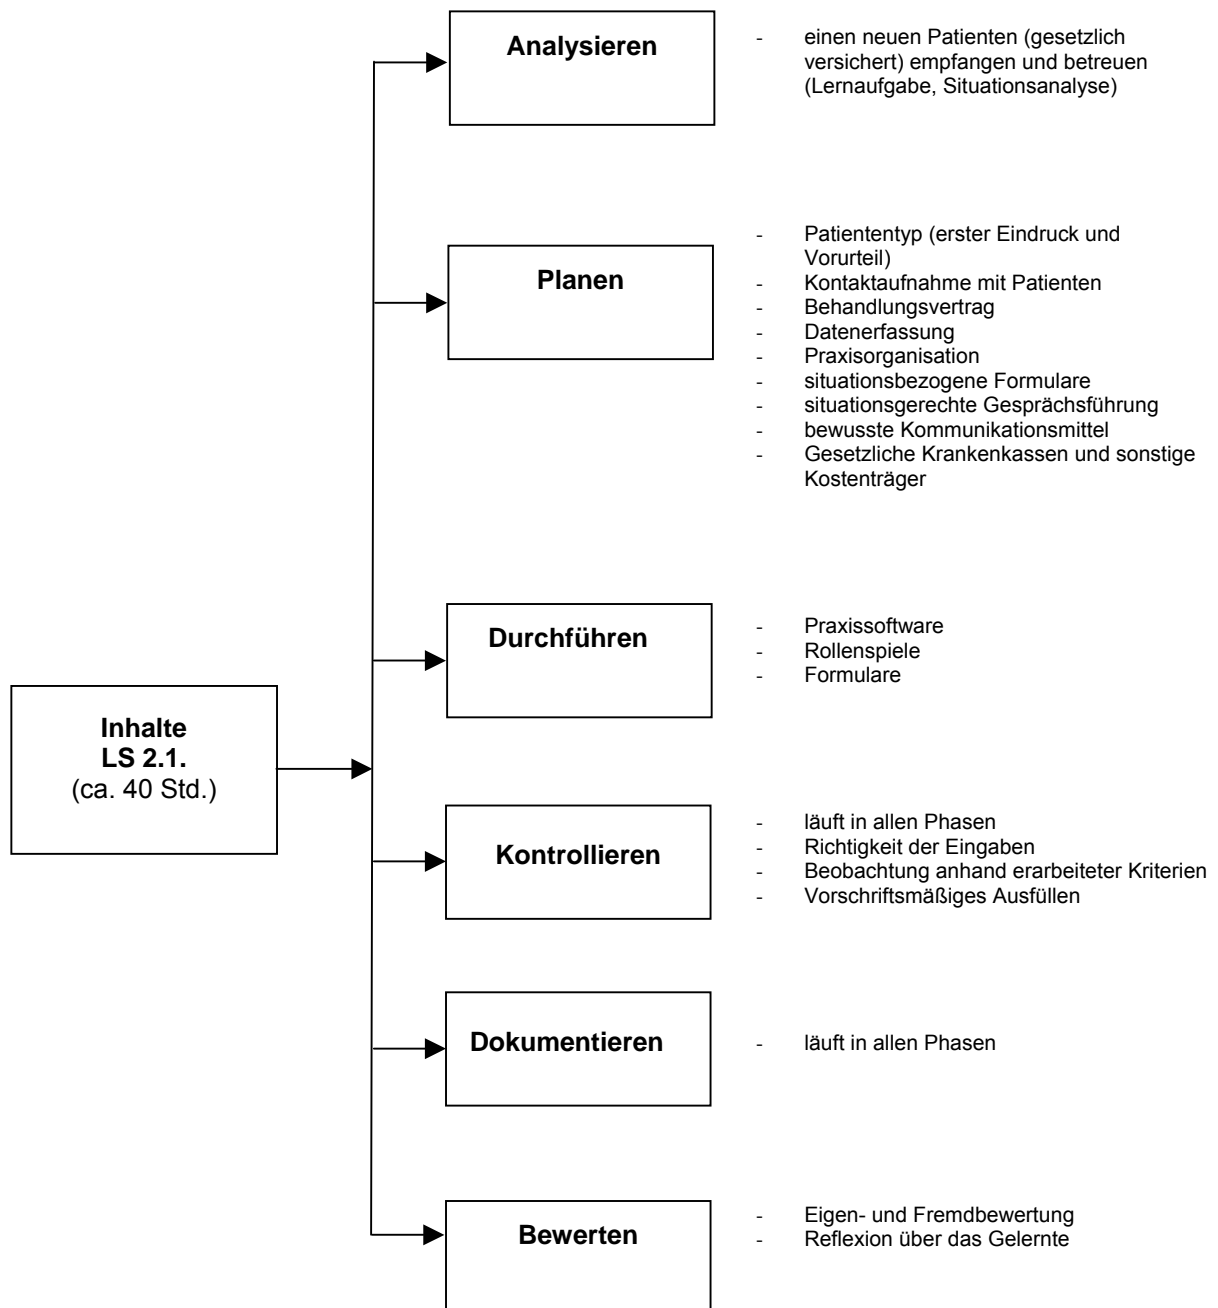 Analysieren
- einen neuen Patienten (gesetzlich
versichert) empfangen und betreuen
(Lernaufgabe, Situationsanalyse)
Planen
- Patiententyp (erster Eindruck und
Vorurteil)
- Kontaktaufnahme mit Patienten
- Behandlungsvertrag
- Datenerfassung
- Praxisorganisation
- situationsbezogene Formulare
- situationsgerechte Gesprächsführung
- bewusste Kommunikationsmittel
- Gesetzliche Krankenkassen und sonstige
Kostenträger
Durchführen
- Praxissoftware
- Rollenspiele
- Formulare
Inhalte
LS 2.1.
(ca. 40 Std.)
Kontrollieren
- läuft in allen Phasen
- Richtigkeit der Eingaben
- Beobachtung anhand erarbeiteter Kriterien
- Vorschriftsmäßiges Ausfüllen
Dokumentieren
- läuft in allen Phasen
Bewerten
- Eigen- und Fremdbewertung
- Reflexion über das Gelernte